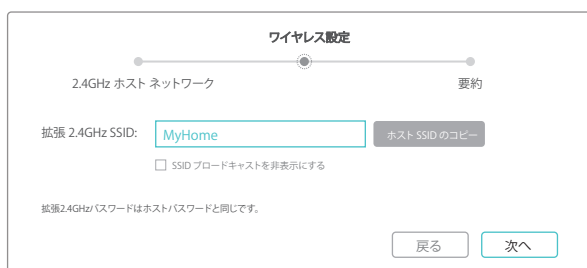 ワイヤレス設定
2.4GHz ホスト ネットワーク 要約
拡張 2.4GHz SSID: MyHome ホスト SSID のコピー
SSID ブロードキャストを非表示にする
拡張2.4GHzパスワードはホストパスワードと同じです。
戻る 次へ